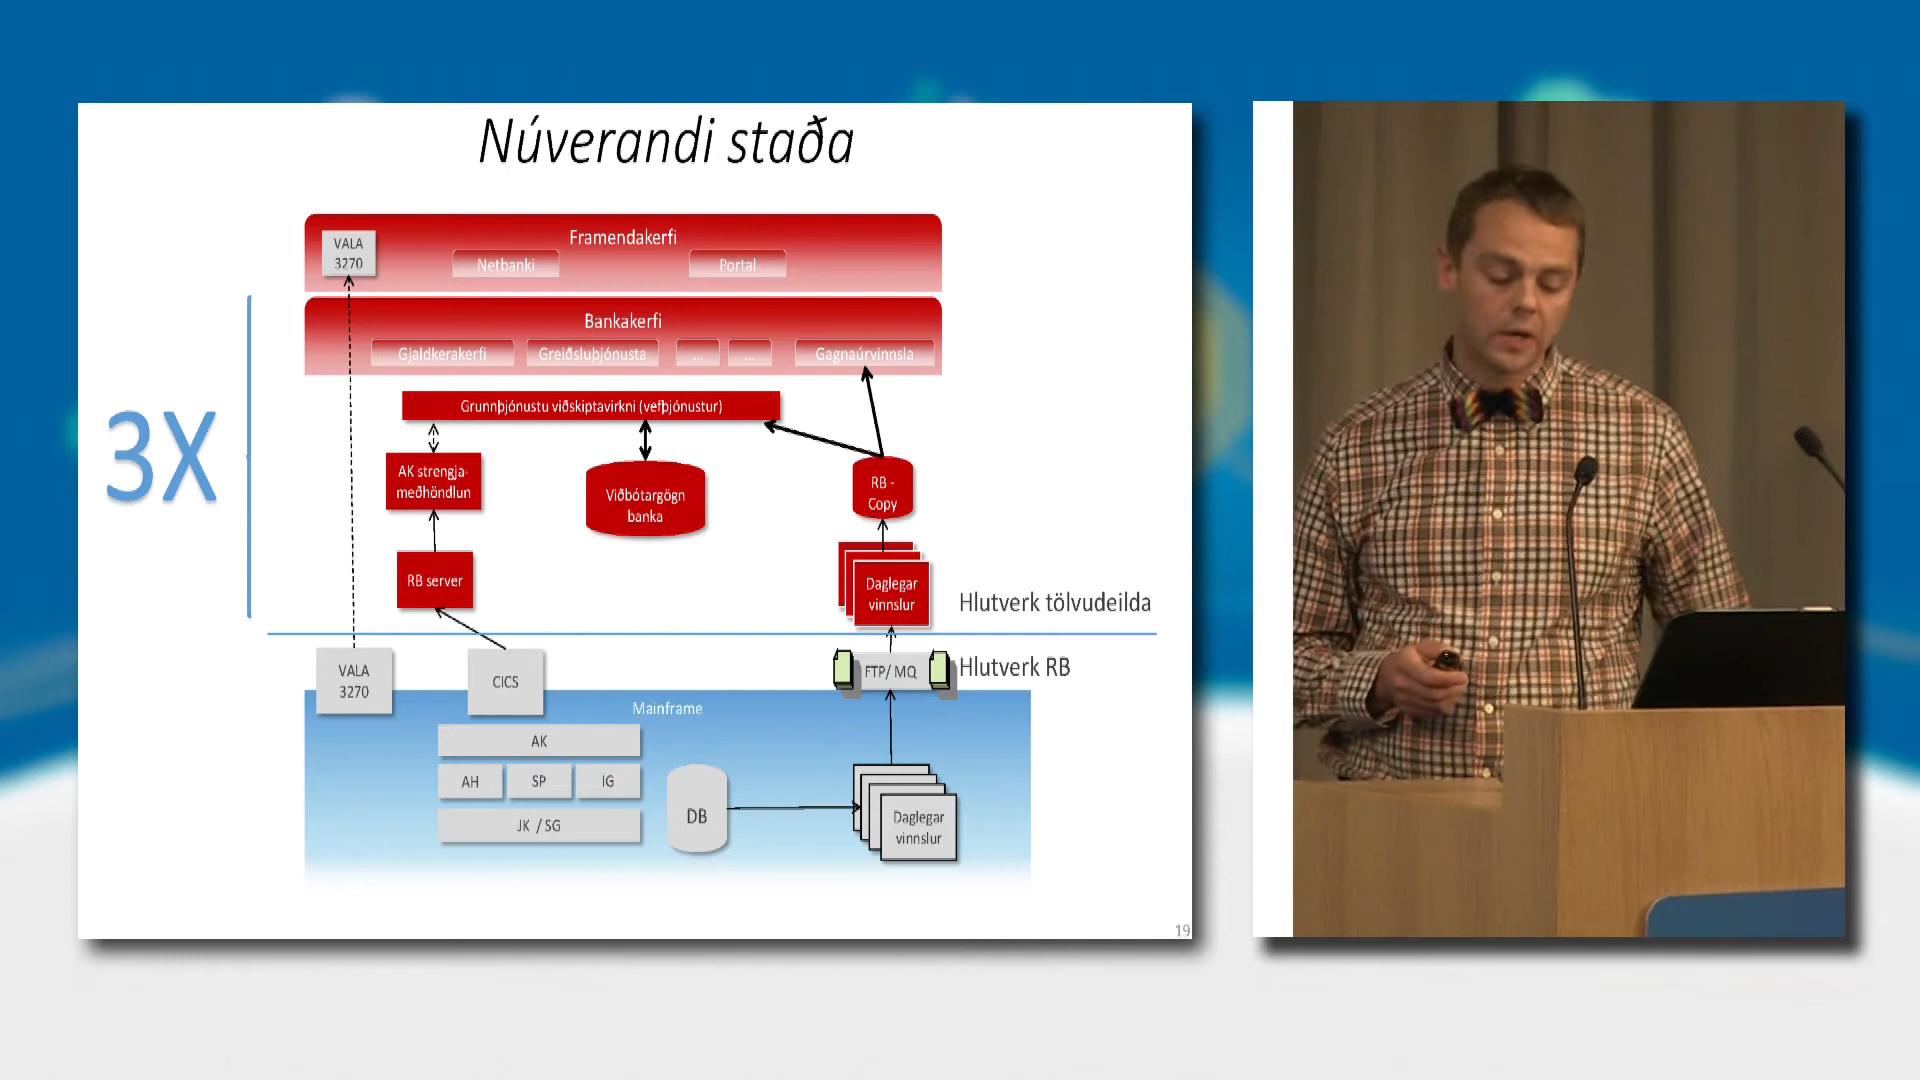 Núverandi staða
VALA
3270
Framendakerfi
Netbanki
Portal
Bankakerfi
Gjaldkerakerfi
Greiðsluþjónusta
...
...
Gagnaúrvinnsla
3X
Grunnþjónustu viðskiptavirkni (vefþjónustur)
AK strengja-
meðhöndlun
Viðbótargögn
banka
RB -
Copy
RB server
Daglegar
vinnslur
Hlutverk tölvudeilda
VALA
3270
CICS
FTP/ MQ
Hlutverk RB
Mainframe
AK
AH
SP
IG
JK / SG
DB
Daglegar
vinnslur
19